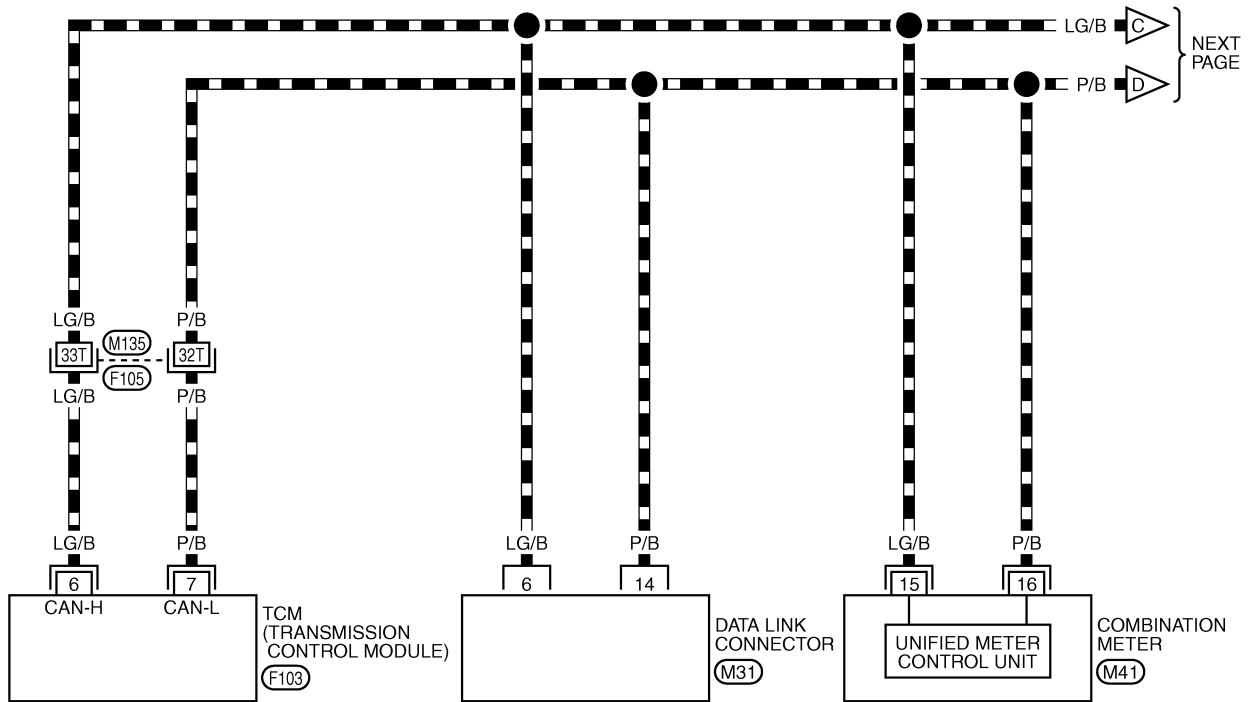 LG/B C
NEXT
PAGE
P/B D
LG/B P/B
33T M135 32T
F105
LG/B P/B
LG/B P/B LG/B P/B LG/B P/B
6 7 6 14 15 16
CAN-H CAN-L
TCM
(TRANSMISSION
CONTROL MODULE)
F103
DATA LINK
CONNECTOR
M31
UNIFIED METER
CONTROL UNIT
COMBINATION
METER
M41